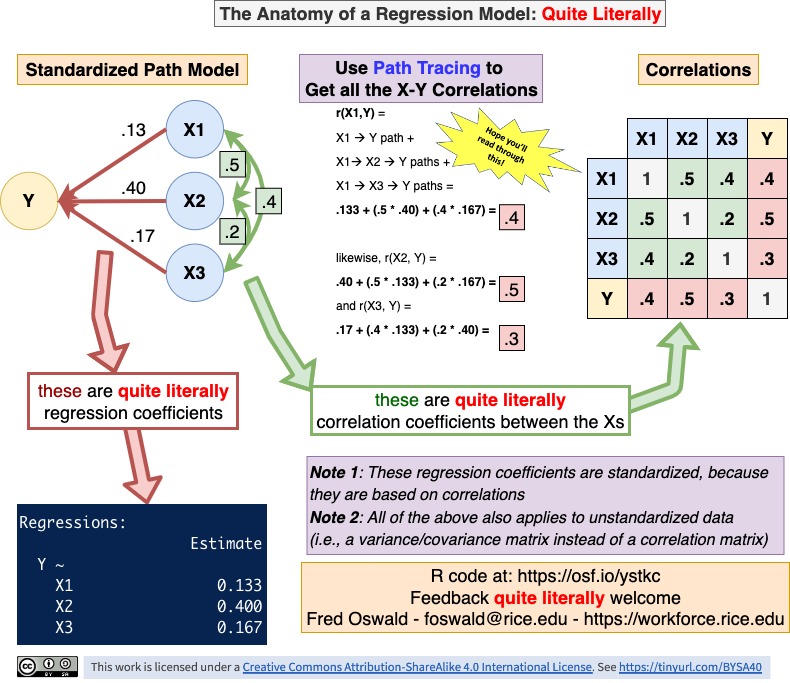 The Anatomy of a Regression Model: Quite Literally
Standardized Path Model
X1
X2
X3
Y
.13
.40
.17
.5
.4
.2
Use Path Tracing to
Get all the X-Y Correlations
r(X1,Y) =
X1 → Y path +
X1→ X2 → Y paths +
X1 → X3 → Y paths =
.133 + (.5 * .40) + (.4 * .167) = .4
Hope you'll
read through
this!
likewise, r(X2, Y) =
.40 + (.5 * .133) + (.2 * .167) = .5
and r(X3, Y) =
.17 + (.4 * .133) + (.2 * .40) = .3
Correlations
X1 X2 X3 Y
X1 1 .5 .4 .4
X2 .5 1 .2 .5
X3 .4 .2 1 .3
Y .4 .5 .3 1
these are quite literally
regression coefficients
these are quite literally
correlation coefficients between the Xs
Regressions:
Estimate
Y ~
X1 0.133
X2 0.400
X3 0.167
Note 1: These regression coefficients are standardized, because
they are based on correlations
Note 2: All of the above also applies to unstandardized data
(i.e., a variance/covariance matrix instead of a correlation matrix)
R code at: https://osf.io/ystkc
Feedback quite literally welcome
Fred Oswald - foswald@rice.edu - https://workforce.rice.edu
cc BY SA
This work is licensed under a Creative Commons Attribution-ShareAlike 4.0 International License. See https://tinyurl.com/BYSA40